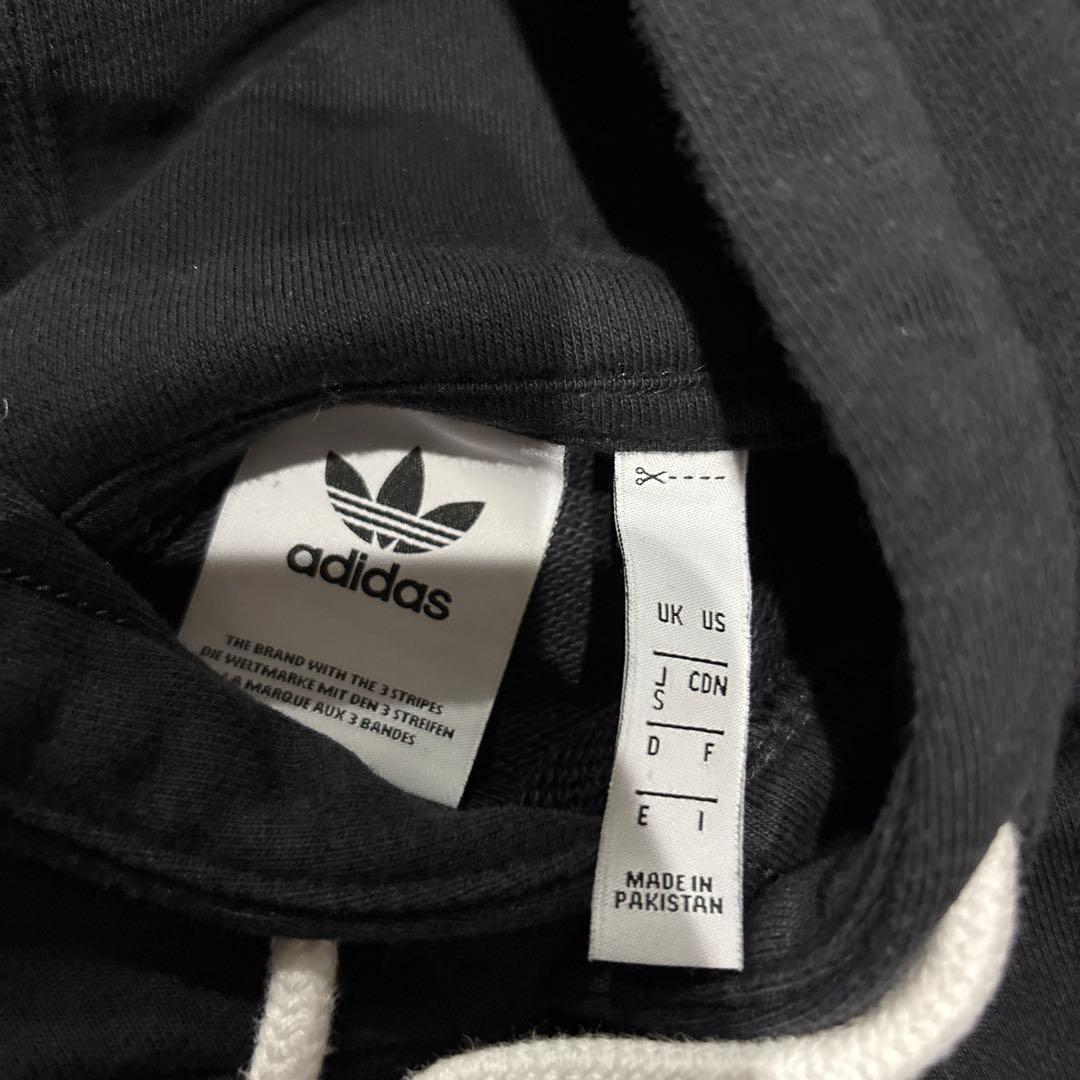 adidas
THE BRAND WITH THE 3 STRIPES
DIE WELTMARKE MIT DEN 3 STREIFEN
LA MARQUE AUX 3 BANDES
UK US
J S CDN
D F
E I
MADE IN
PAKISTAN